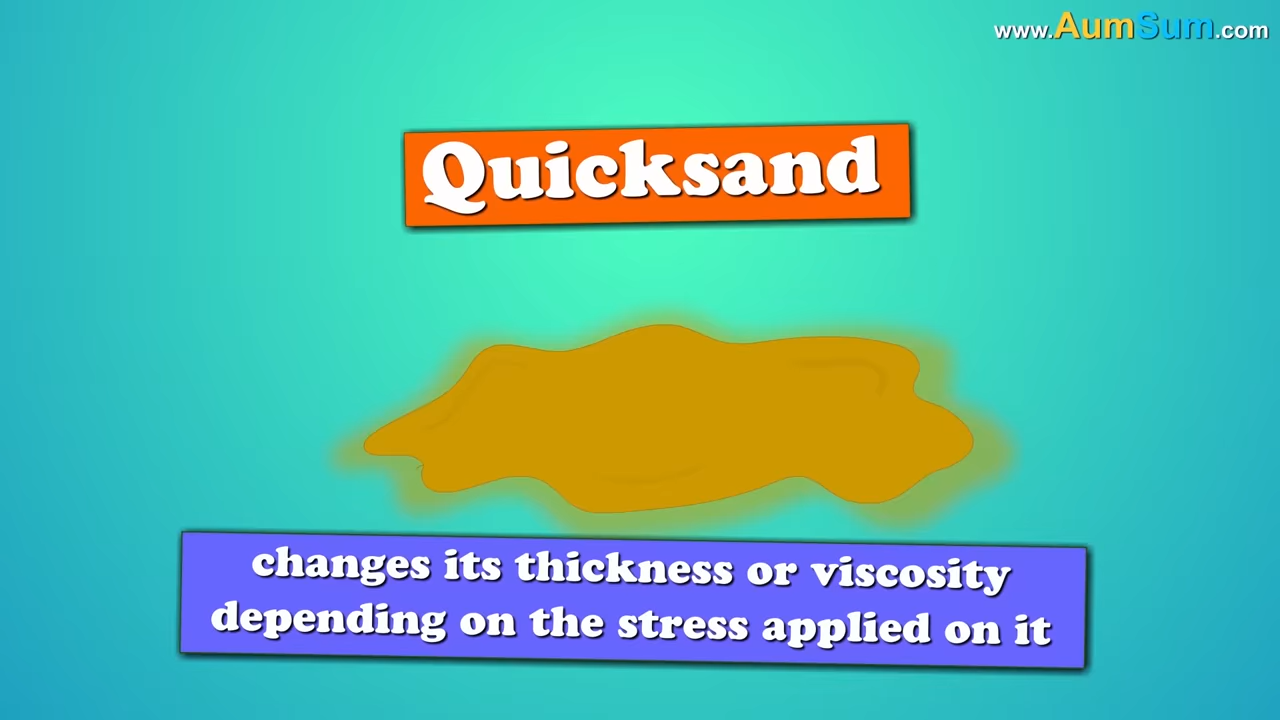 www.AumSum.com
Quicksand
changes its thickness or viscosity
depending on the stress applied on it